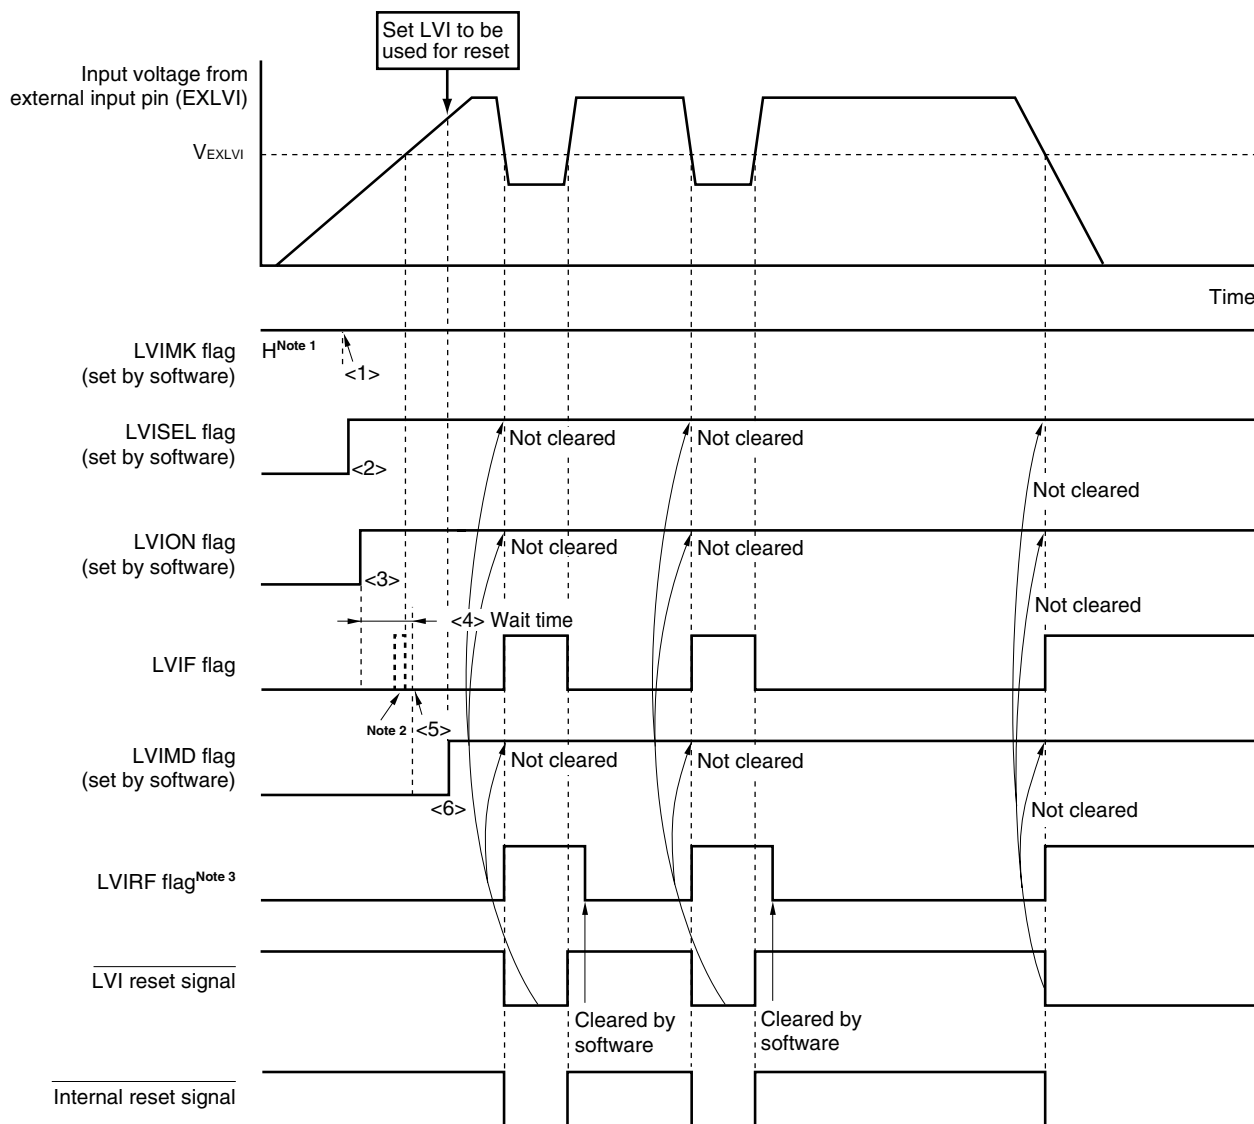 Set LVI to be
used for reset
Input voltage from
external input pin (EXLVI)
VEXLVI
Time
LVIMK flag
(set by software)
H Note 1
<1>
LVISEL flag
(set by software)
<2>
Not cleared
Not cleared
Not cleared
LVION flag
(set by software)
<3>
Not cleared
Not cleared
Not cleared
<4> Wait time
LVIF flag
Note 2
<5>
LVIMD flag
(set by software)
<6>
Not cleared
Not cleared
Not cleared
LVIRF flag Note 3
LVI reset signal
Cleared by
software
Cleared by
software
Internal reset signal